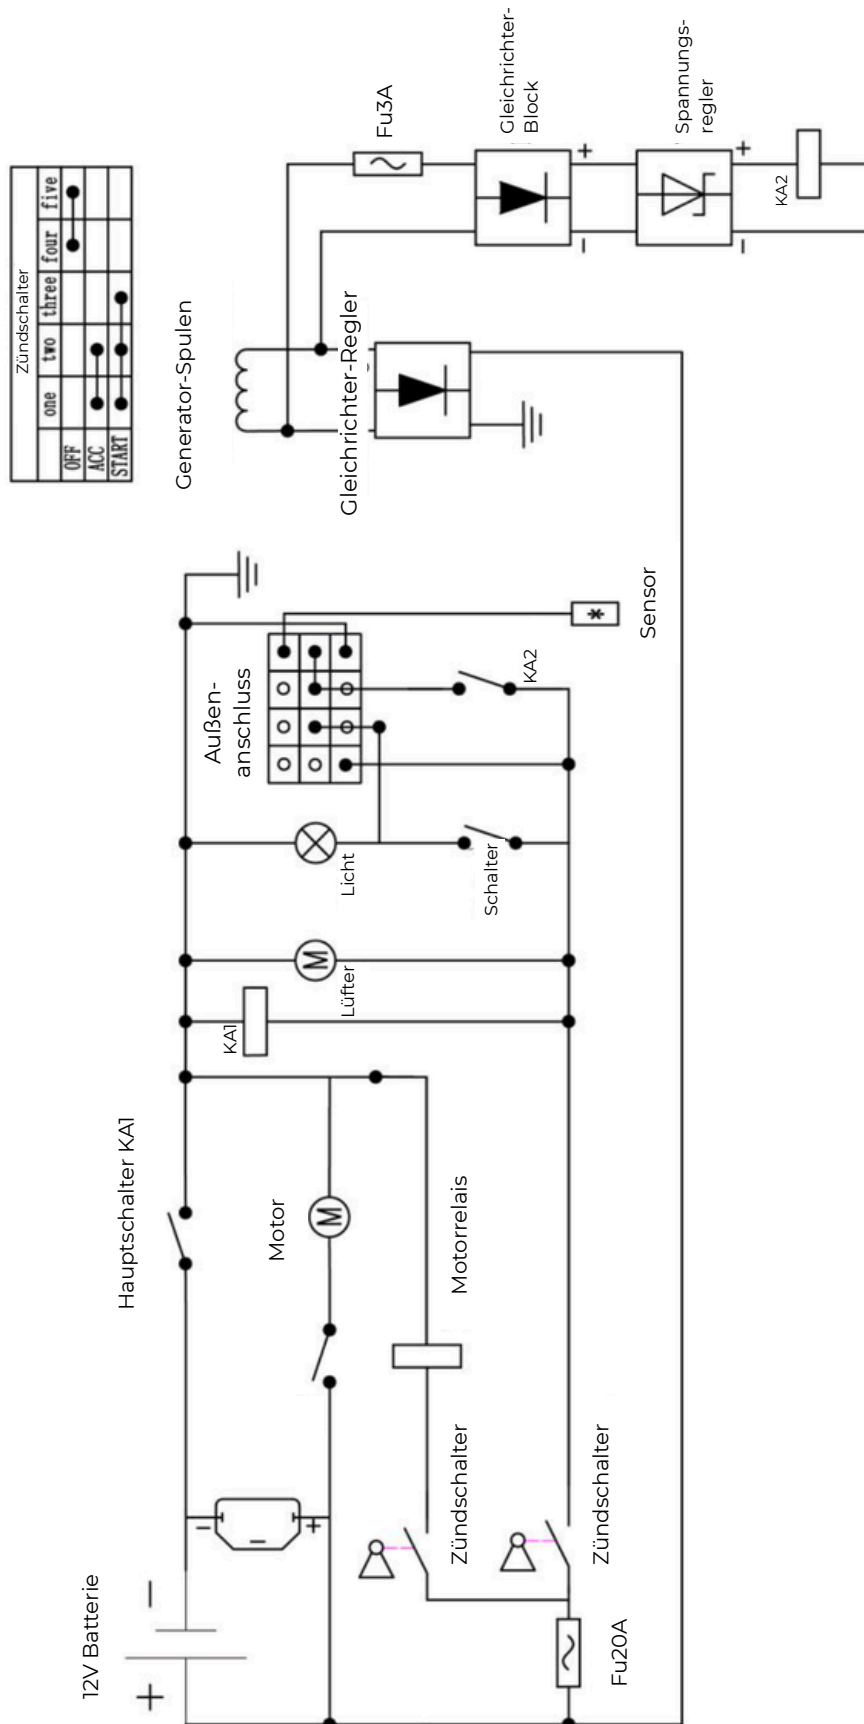 Zündschalter
one two three four five
OFF
ACC
START
Generator-Spulen
Fu3A
Gleichrichter-
Block
Spannungs-
regler
+
+
−
−
KA2
Gleichrichter-Regler
Außen-
anschluss
Sensor
*
KA2
Licht
Schalter
M
Lüfter
KA1
Hauptschalter KA1
Motor
M
Motorrelais
Zündschalter
Zündschalter
12V Batterie
−
+
−
+
Fu20A